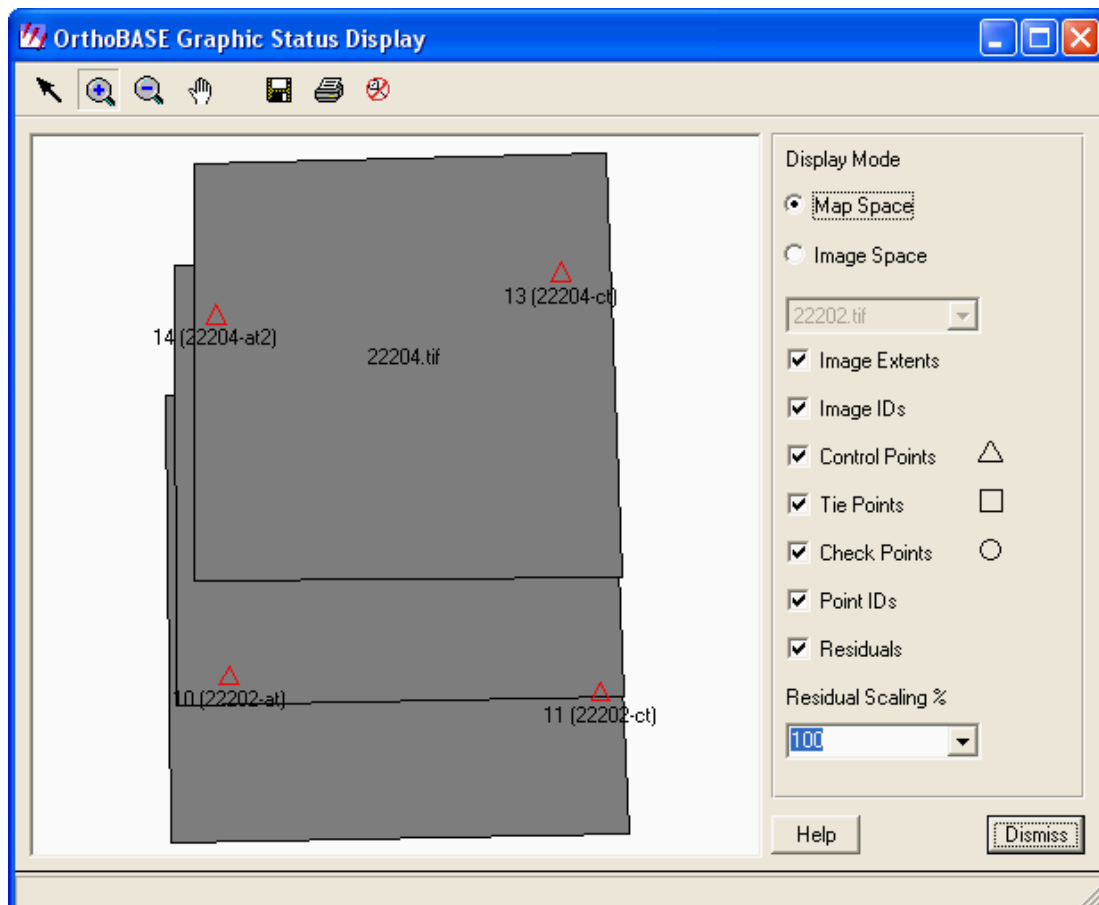 OrthoBASE Graphic Status Display
13 (22204-ct)
14 (22204-at2)
22204.tif
10 (22202-at)
11 (22202-ct)
Display Mode
Map Space
Image Space
22202.tif
Image Extents
Image IDs
Control Points
Tie Points
Check Points
Point IDs
Residuals
Residual Scaling %
100
Help
Dismiss